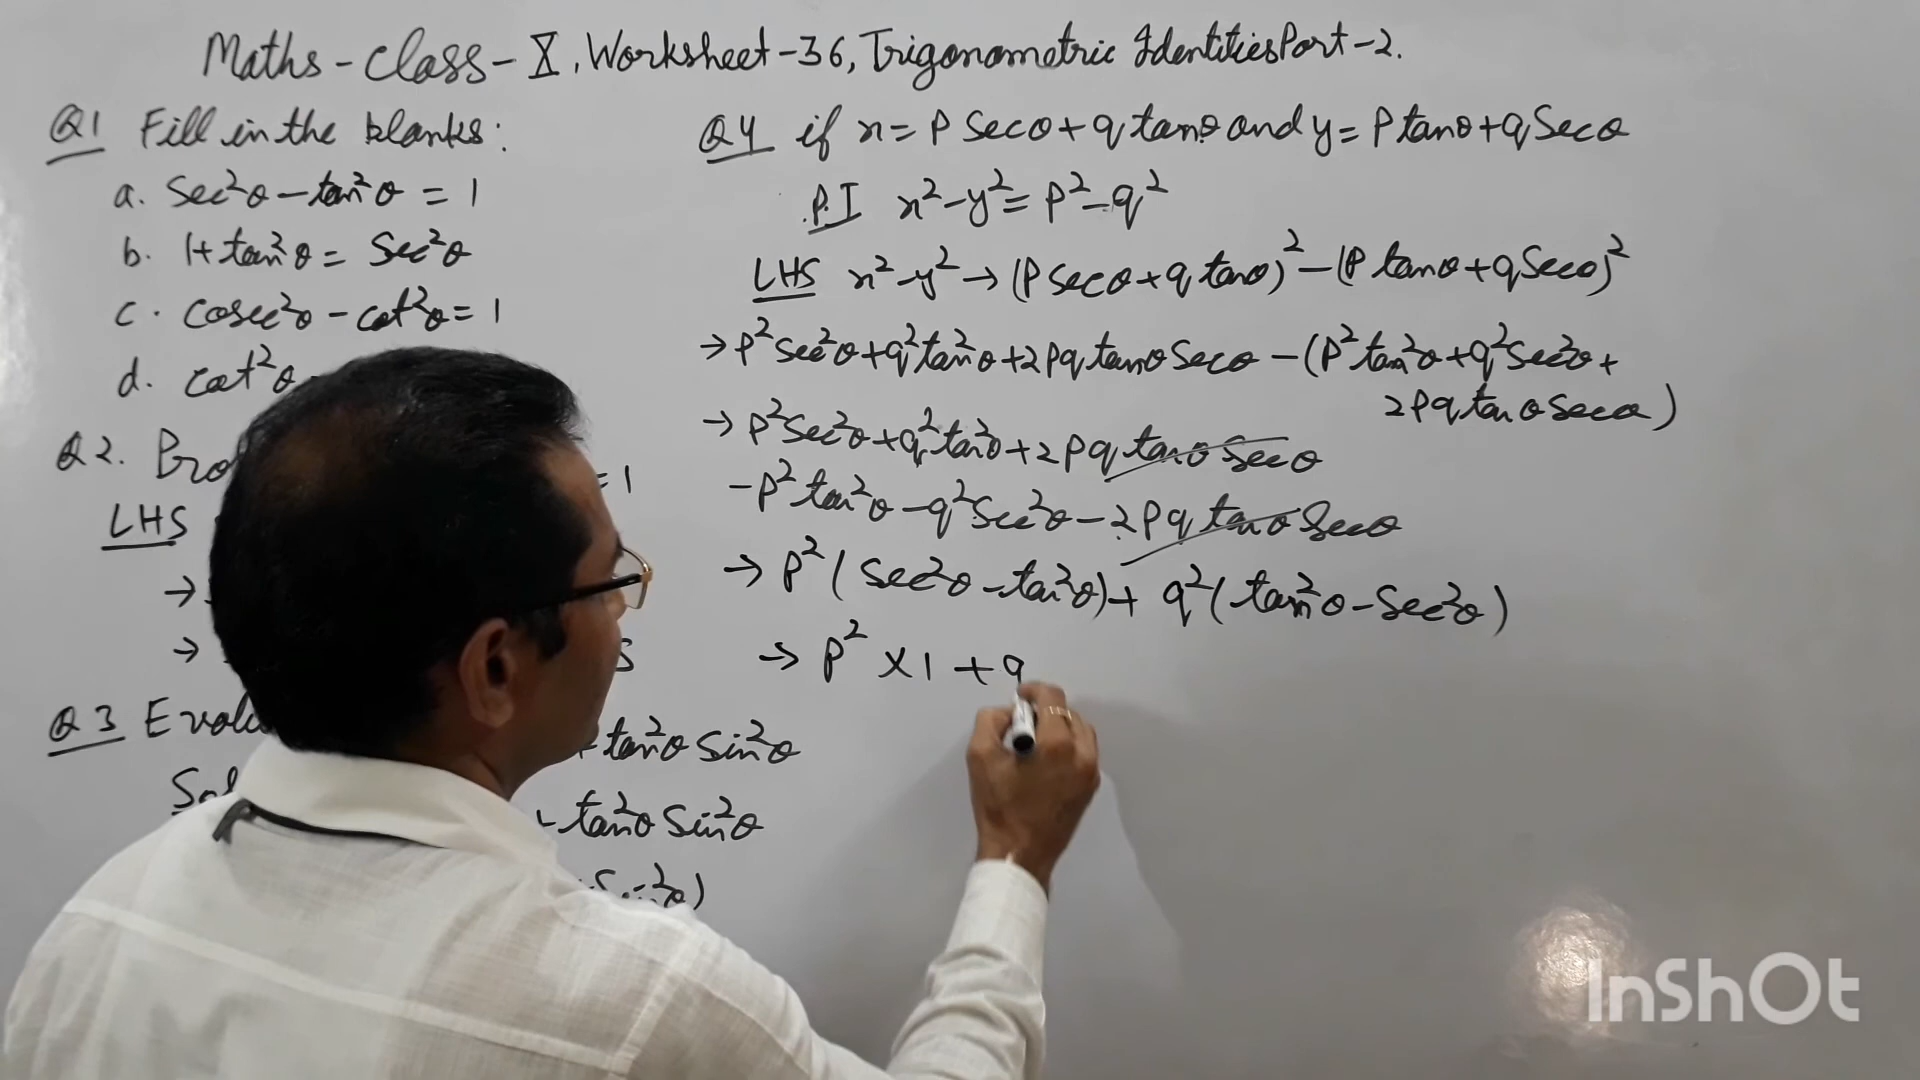 Maths - Class - X, Worksheet - 36, Trigonometric Identities Part - 2.
Q1 Fill in the blanks:
a. Sec²θ - tan²θ = 1
b. 1 + tan²θ = Sec²θ
c. Cosec²θ - cot²θ = 1
d. cot²θ
Q2.
= 1
LHS
→
→
Q3
+ tan²θ Sin²θ
tan²θ Sin²θ
Sin²θ)
Q4 if x = P Secθ + q tanθ and y = P tanθ + q Secθ
P.T x² - y² = P² - q²
LHS x² - y² → (P Secθ + q tanθ)² - (P tanθ + q Secθ)²
→ P² Sec²θ + q² tan²θ + 2Pq tanθ Secθ - (P² tan²θ + q² Sec²θ +
2Pq tanθ Secθ)
→ P² Sec²θ + q² tan²θ + 2Pq tanθ Secθ
- P² tan²θ - q² Sec²θ - 2Pq tanθ Secθ
→ P² (Sec²θ - tan²θ) + q² (tan²θ - Sec²θ)
→ P² × 1 + q
InShOt